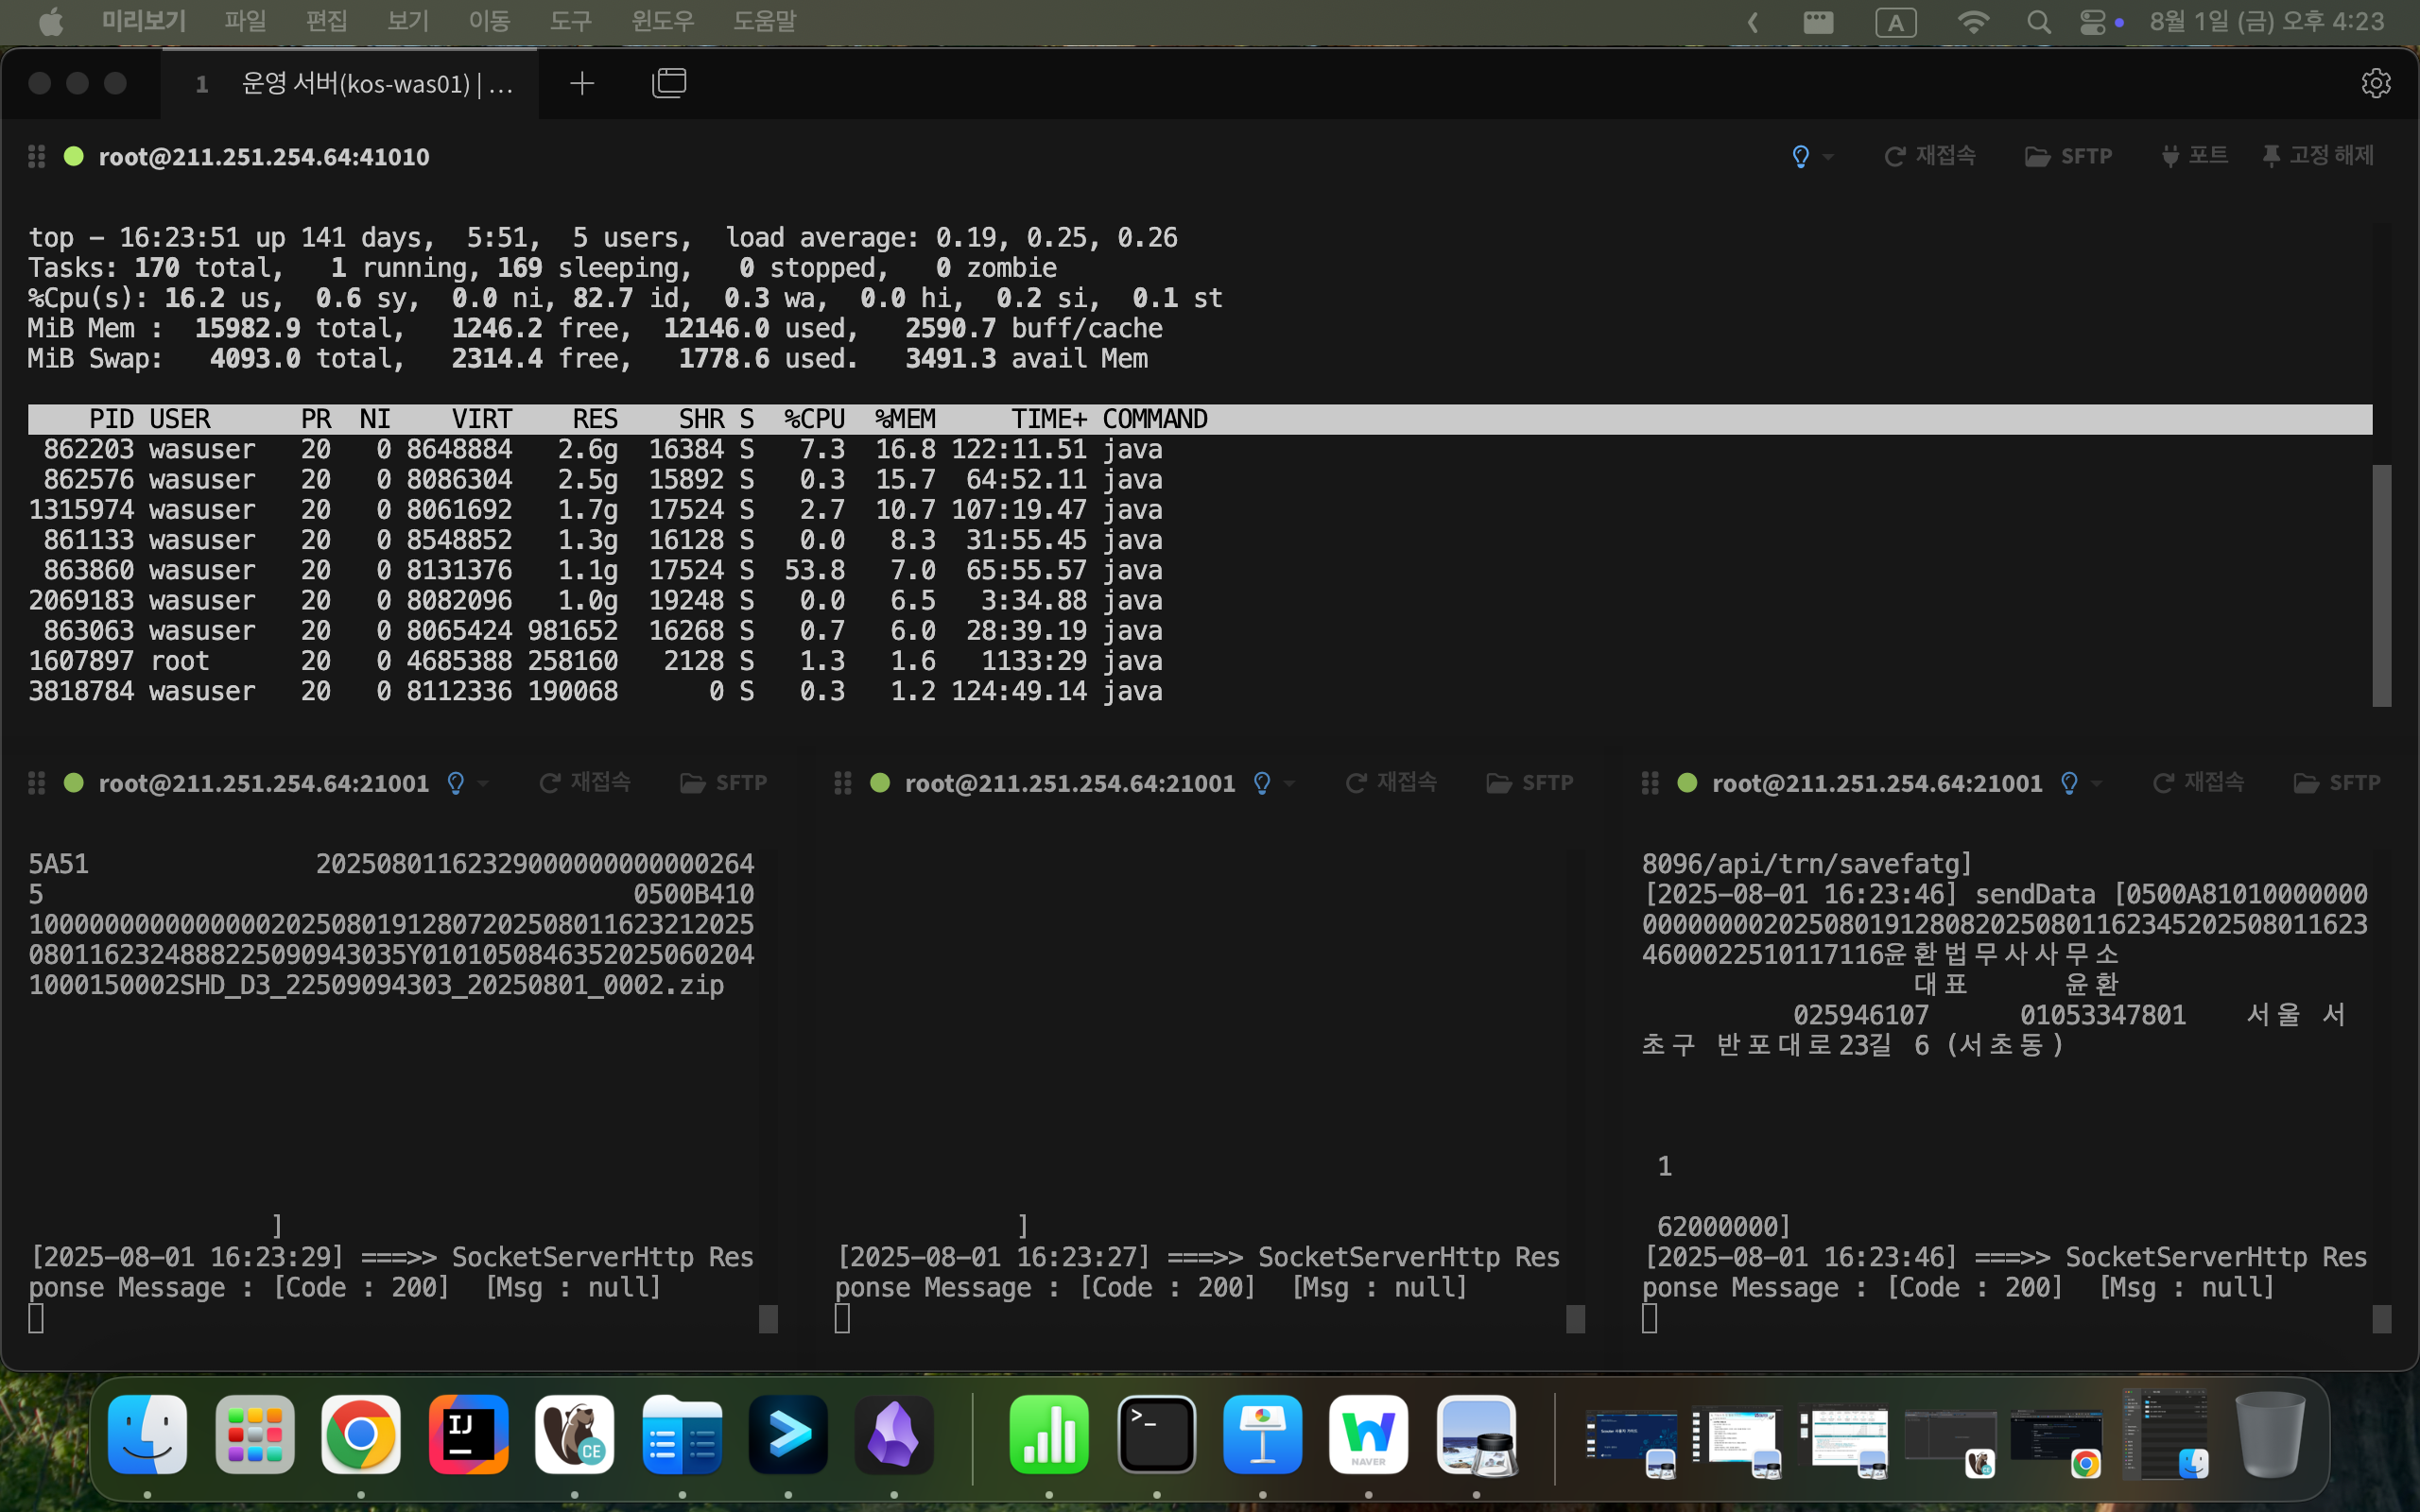 미리보기 파일 편집 보기 이동 도구 윈도우 도움말 A 8월 1일 (금) 오후 4:23
1 운영 서버(kos-was01) | ...
root@211.251.254.64:41010 재접속 SFTP 포트 고정 해제
top - 16:23:51 up 141 days, 5:51, 5 users, load average: 0.19, 0.25, 0.26
Tasks: 170 total, 1 running, 169 sleeping, 0 stopped, 0 zombie
%Cpu(s): 16.2 us, 0.6 sy, 0.0 ni, 82.7 id, 0.3 wa, 0.0 hi, 0.2 si, 0.1 st
MiB Mem : 15982.9 total, 1246.2 free, 12146.0 used, 2590.7 buff/cache
MiB Swap: 4093.0 total, 2314.4 free, 1778.6 used. 3491.3 avail Mem
PID USER PR NI VIRT RES SHR S %CPU %MEM TIME+ COMMAND
862203 wasuser 20 0 8648884 2.6g 16384 S 7.3 16.8 122:11.51 java
862576 wasuser 20 0 8086304 2.5g 15892 S 0.3 15.7 64:52.11 java
1315974 wasuser 20 0 8061692 1.7g 17524 S 2.7 10.7 107:19.47 java
861133 wasuser 20 0 8548852 1.3g 16128 S 0.0 8.3 31:55.45 java
863860 wasuser 20 0 8131376 1.1g 17524 S 53.8 7.0 65:55.57 java
2069183 wasuser 20 0 8082096 1.0g 19248 S 0.0 6.5 3:34.88 java
863063 wasuser 20 0 8065424 981652 16268 S 0.7 6.0 28:39.19 java
1607897 root 20 0 4685388 258160 2128 S 1.3 1.6 1133:29 java
3818784 wasuser 20 0 8112336 190068 0 S 0.3 1.2 124:49.14 java
root@211.251.254.64:21001 재접속 SFTP
5A51 20250801162329000000000000264
5 0500B410
100000000000000020250801912807202508011623212025
080116232488822509094303​5Y0101050846352025060204
1000150002SHD_D3_22509094303_20250801_0002.zip
]
[2025-08-01 16:23:29] ===>> SocketServerHttp Res
ponse Message : [Code : 200] [Msg : null]
root@211.251.254.64:21001 재접속 SFTP
]
[2025-08-01 16:23:27] ===>> SocketServerHttp Res
ponse Message : [Code : 200] [Msg : null]
root@211.251.254.64:21001 재접속 SFTP
8096/api/trn/savefatg]
[2025-08-01 16:23:46] sendData [0500A81010000000
000000002025080191280820250801162345202508011623
4600022510117116윤환법무사사무소
대표 윤환
025946107 01053347801 서울 서
초구 반포대로23길 6 (서초동)
1
62000000]
[2025-08-01 16:23:46] ===>> SocketServerHttp Res
ponse Message : [Code : 200] [Msg : null]
IJ
CE
>_
NAVER